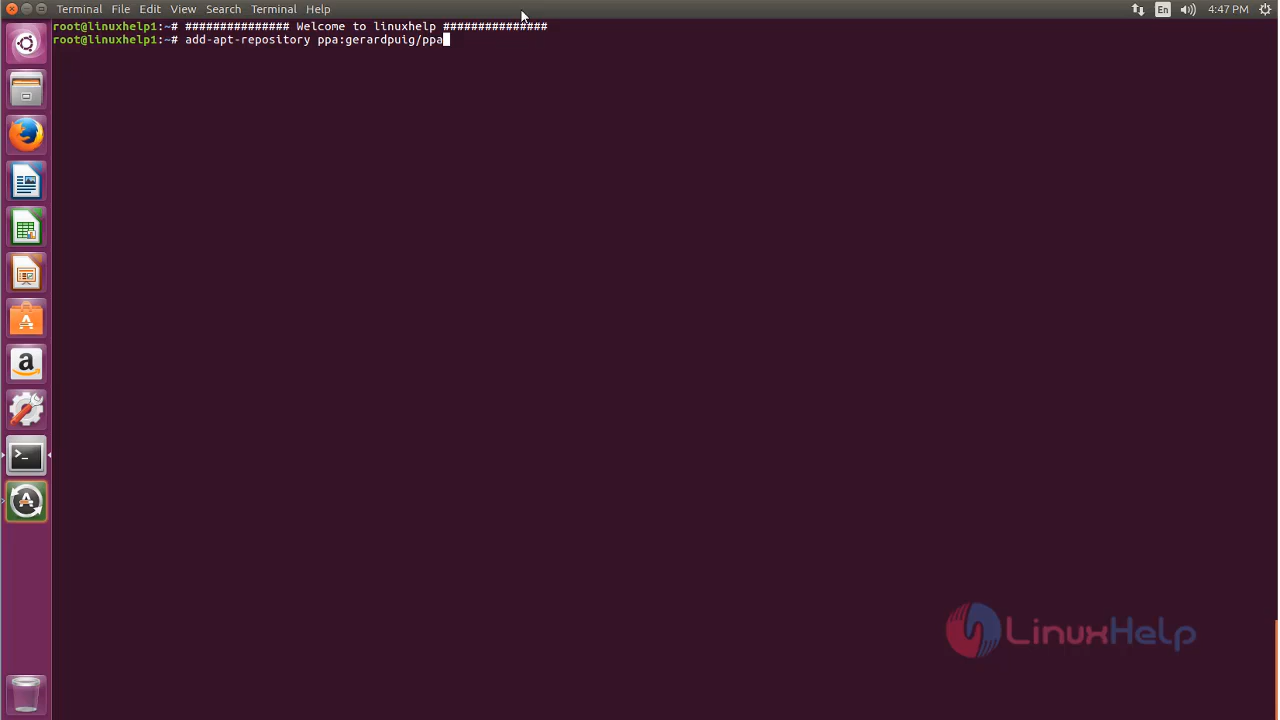 Terminal File Edit View Search Terminal Help En 4:47 PM
root@linuxhelp1:~# ############### Welcome to linuxhelp ###############
root@linuxhelp1:~# add-apt-repository ppa:gerardpuig/ppa
LinuxHelp